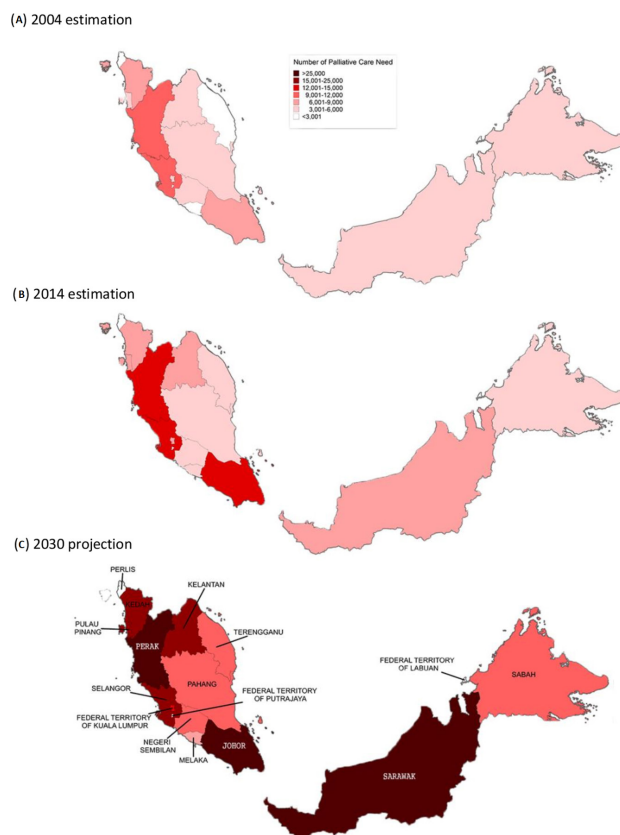 (A) 2004 estimation
Number of Palliative Care Need
>25,000
15,001-25,000
12,001-15,000
9,001-12,000
6,001-9,000
3,001-6,000
<3,001
(B) 2014 estimation
(C) 2030 projection
PERLIS
KELANTAN
KEDAH
PULAU
PINANG
TERENGGANU
PERAK
FEDERAL TERRITORY
OF LABUAN
SABAH
PAHANG
SELANGOR
FEDERAL TERRITORY
OF PUTRAJAYA
FEDERAL TERRITORY
OF KUALA LUMPUR
NEGERI
SEMBILAN
JOHOR
MELAKA
SARAWAK